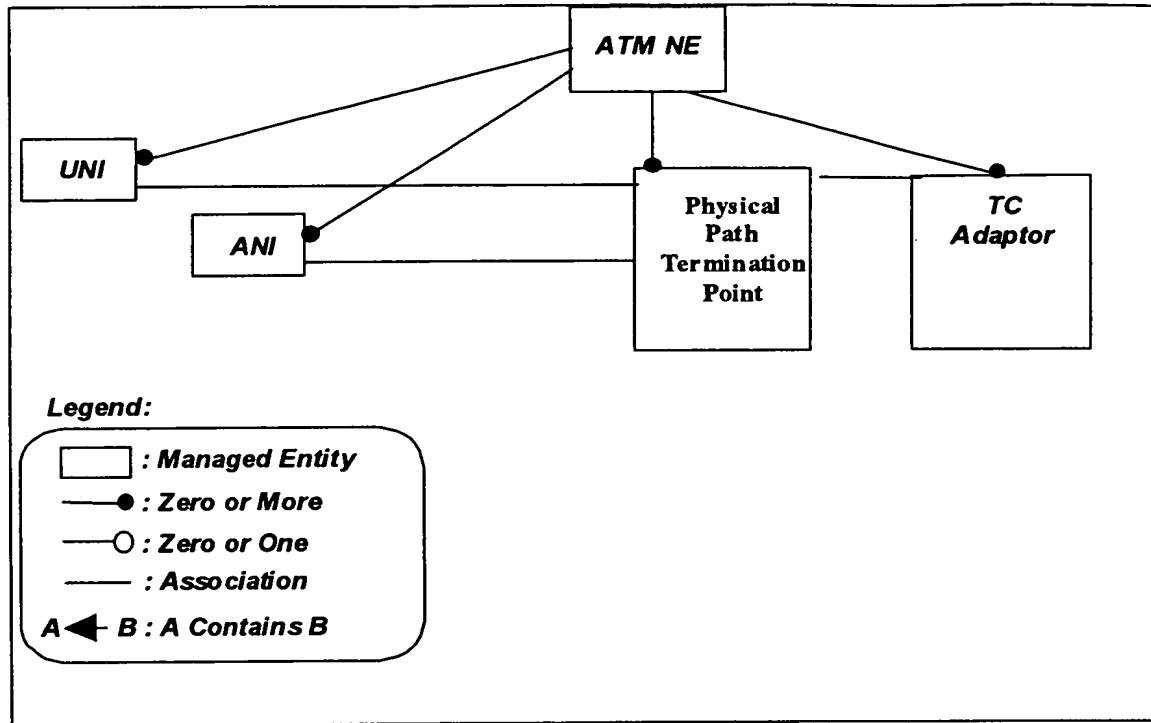 ATM NE
UNI
ANI
Physical
Path
Termination
Point
TC
Adaptor
Legend:
: Managed Entity
: Zero or More
: Zero or One
: Association
A B : A Contains B